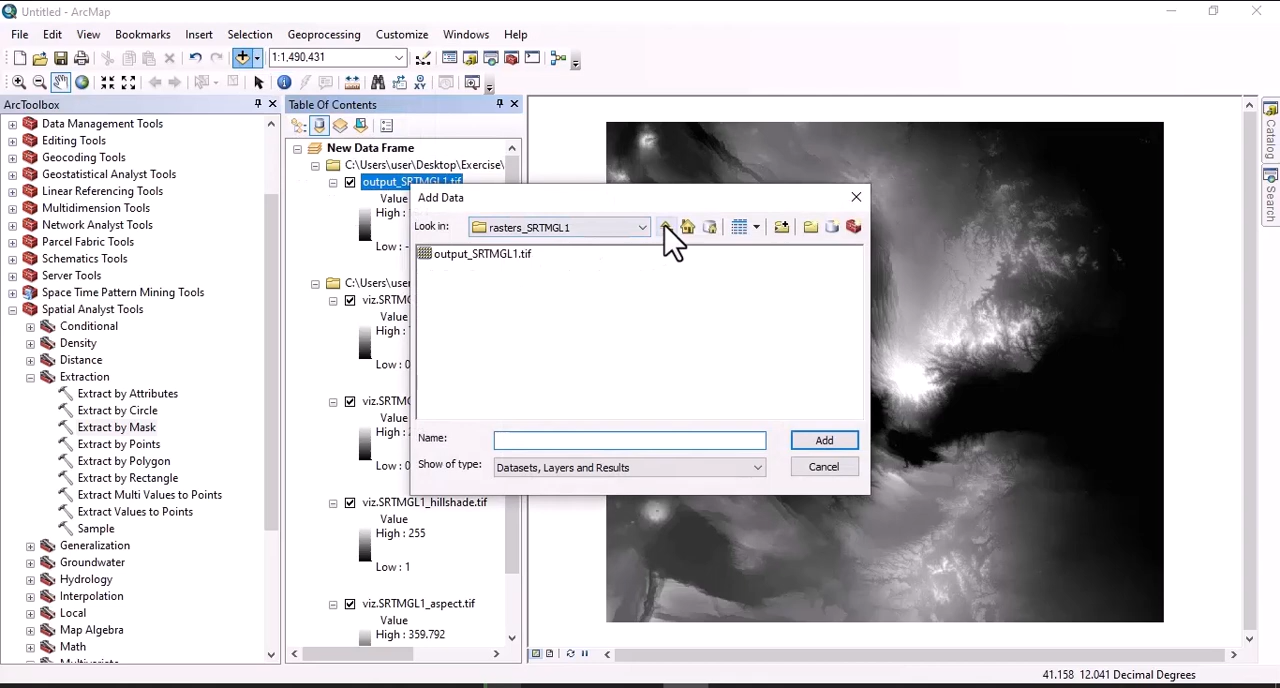 Untitled - ArcMap
File Edit View Bookmarks Insert Selection Geoprocessing Customize Windows Help
1:1,490,431
ArcToolbox
Data Management Tools
Editing Tools
Geocoding Tools
Geostatistical Analyst Tools
Linear Referencing Tools
Multidimension Tools
Network Analyst Tools
Parcel Fabric Tools
Schematics Tools
Server Tools
Space Time Pattern Mining Tools
Spatial Analyst Tools
Conditional
Density
Distance
Extraction
Extract by Attributes
Extract by Circle
Extract by Mask
Extract by Points
Extract by Polygon
Extract by Rectangle
Extract Multi Values to Points
Extract Values to Points
Sample
Generalization
Groundwater
Hydrology
Interpolation
Local
Map Algebra
Math
Table Of Contents
New Data Frame
C:\Users\user\Desktop\Exercise\
output_SRTMGL1.tif
Value
High :
Low : -
C:\Users\use
viz.SRTMG
Value
High :
Low : 0
viz.SRTM
Value
High :
Low : 0
viz.SRTMGL1_hillshade.tif
Value
High : 255
Low : 1
viz.SRTMGL1_aspect.tif
Value
High : 359.792
Add Data
Look in: rasters_SRTMGL1
output_SRTMGL1.tif
Name:
Add
Show of type: Datasets, Layers and Results
Cancel
Catalog
Search
41.158 12.041 Decimal Degrees